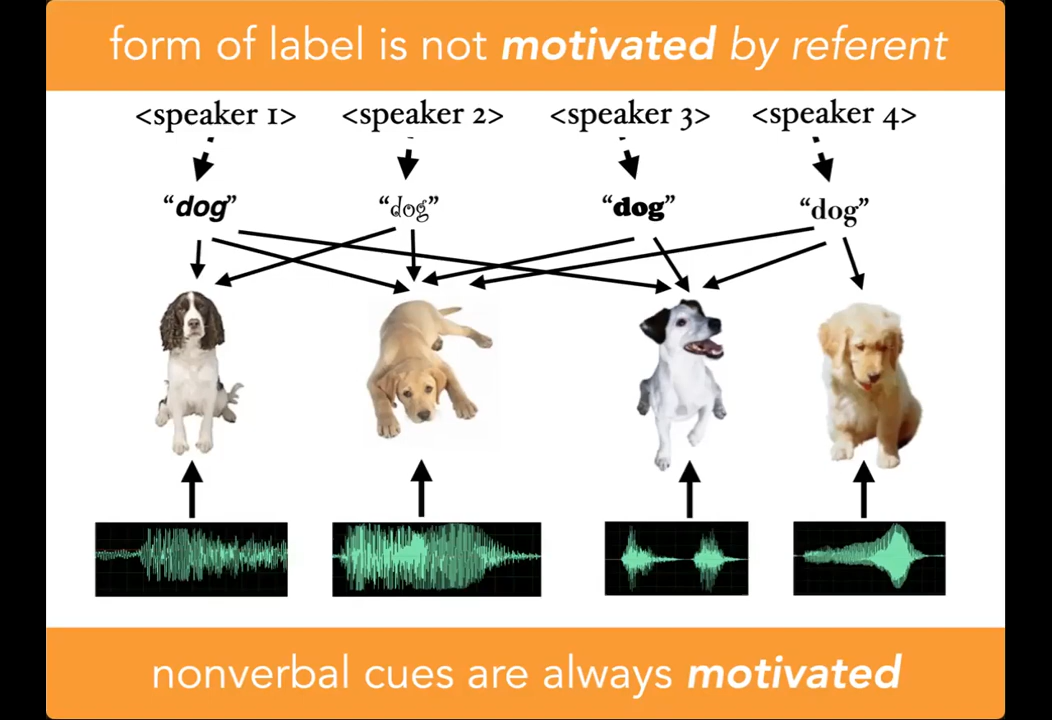 form of label is not motivated by referent
<speaker 1> <speaker 2> <speaker 3> <speaker 4>
“dog” “dog” “dog” “dog”
nonverbal cues are always motivated